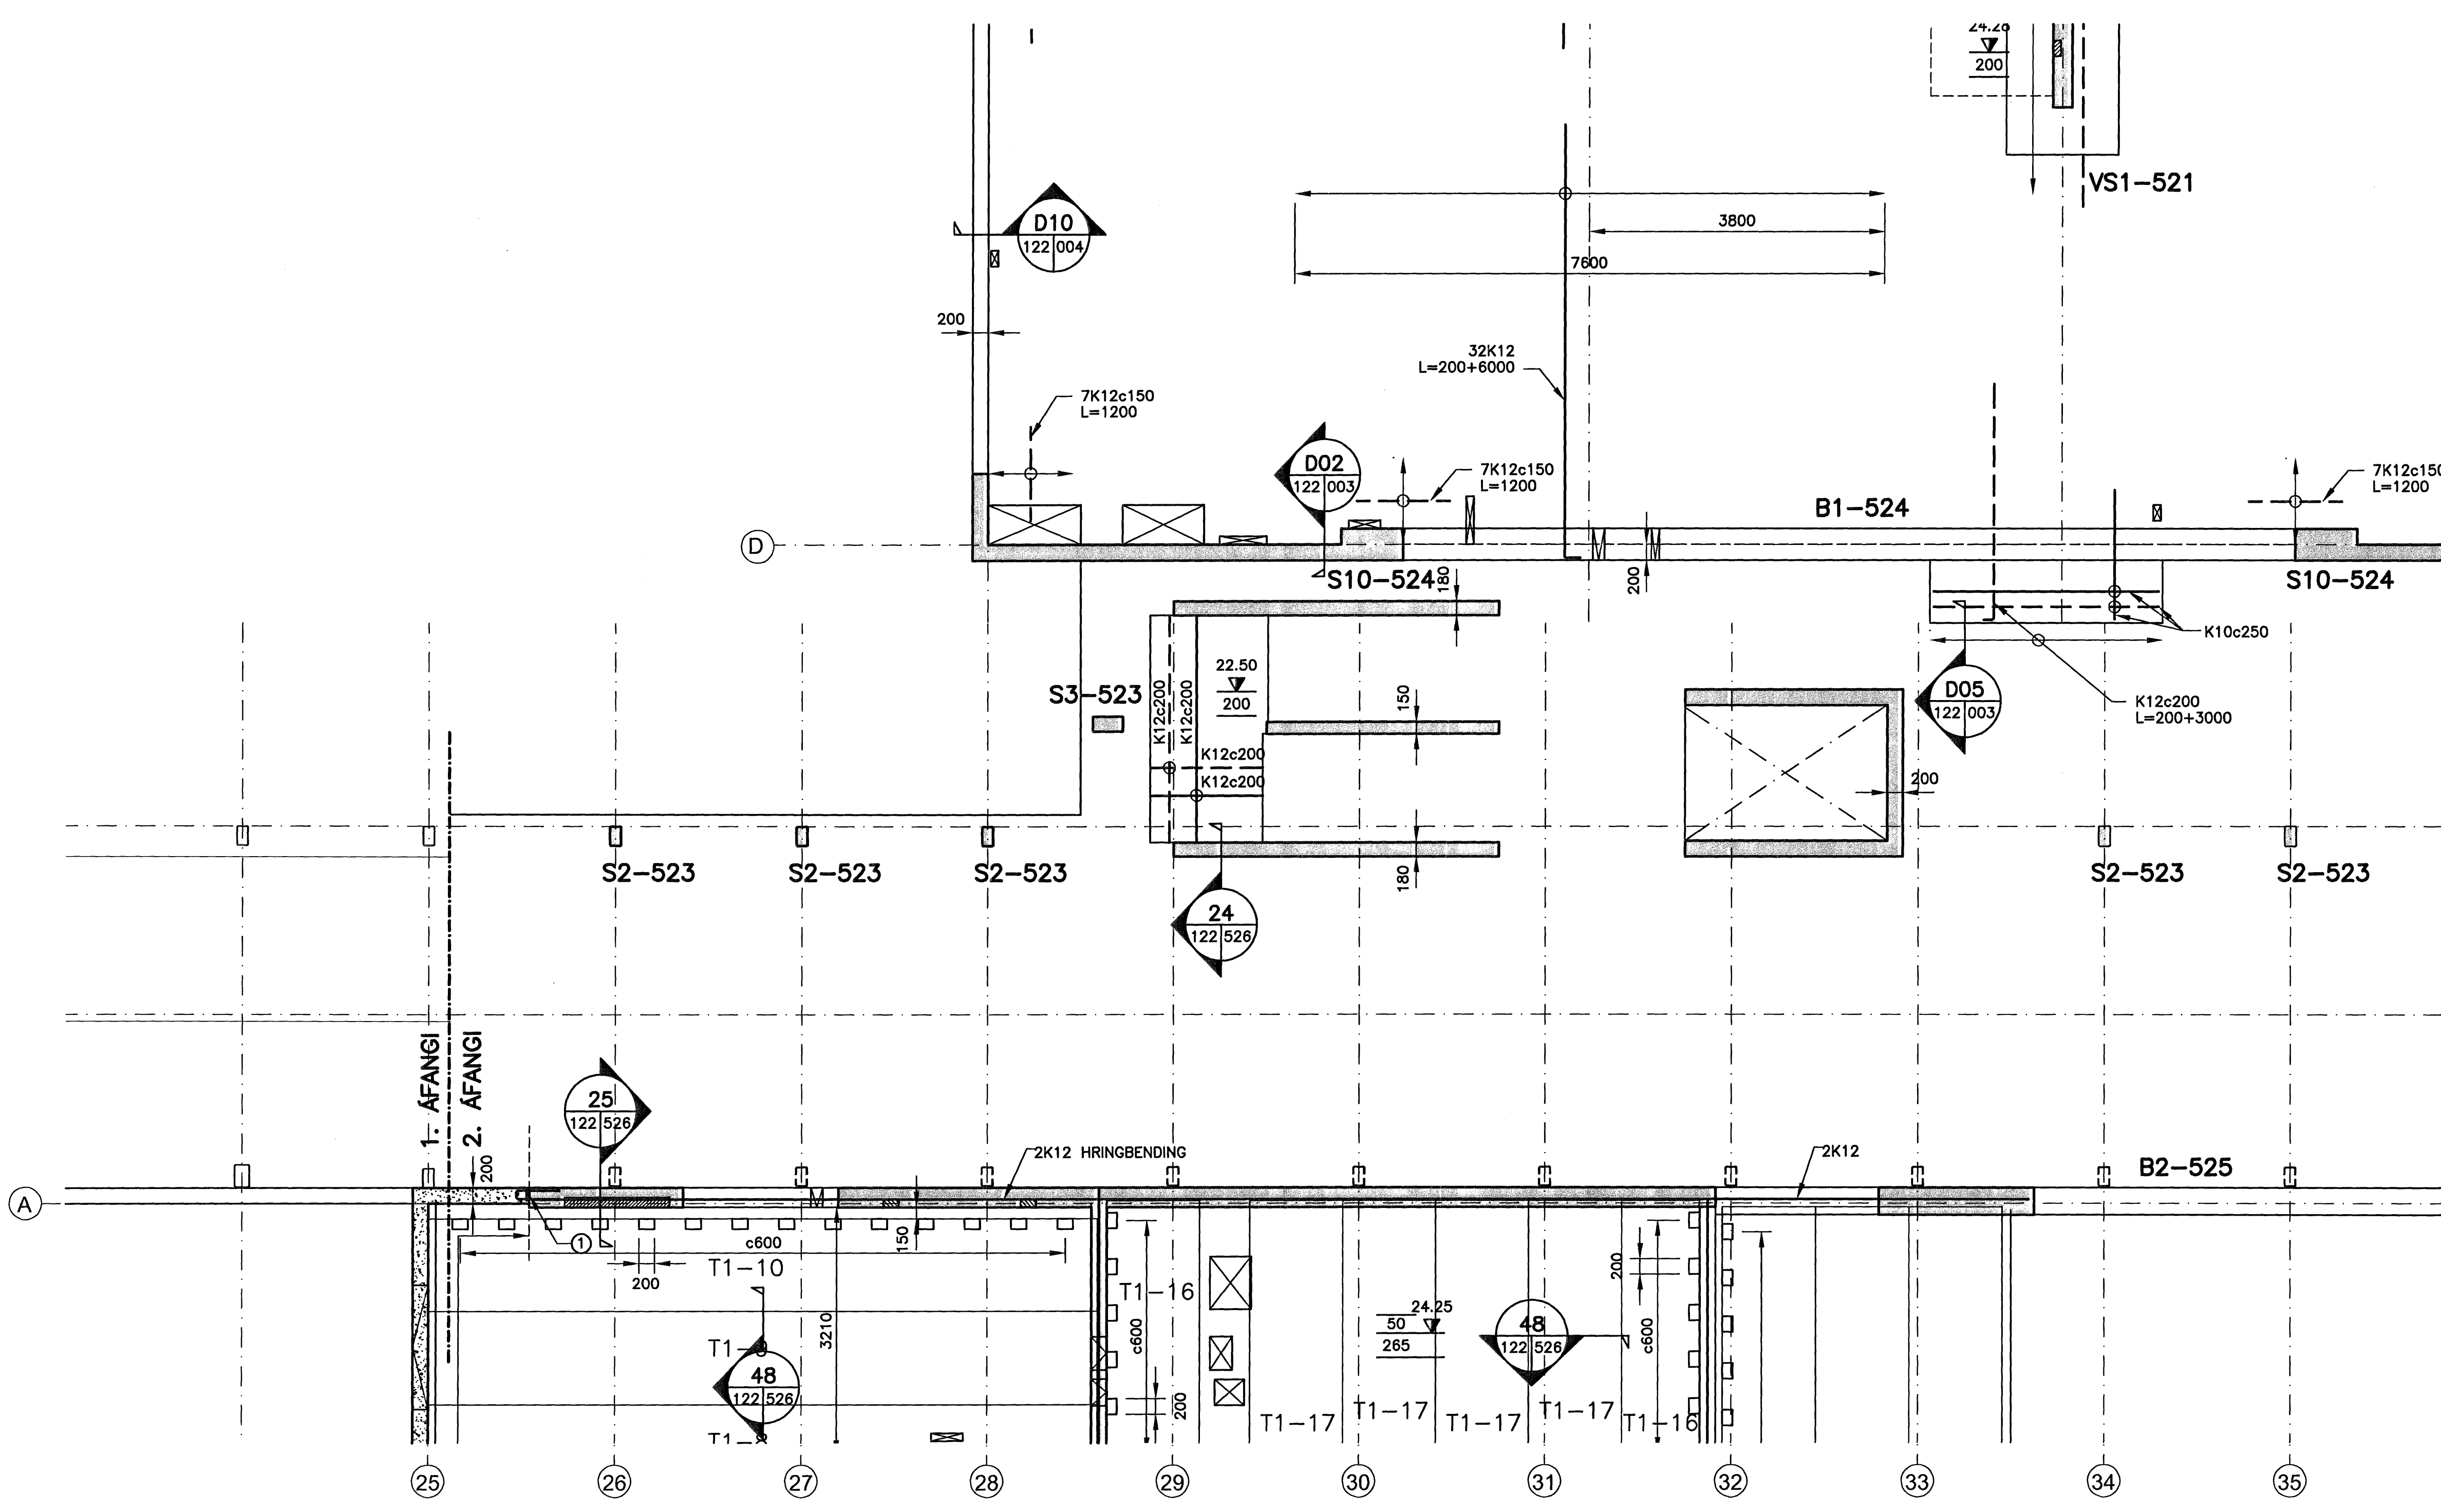 24.28
200
VS1-521
D10
122 004
3800
7600
200
32K12
L=200+6000
7K12c150
L=1200
D02
122 003
7K12c150
L=1200
B1-524
7K12c150
L=1200
D
S10-524
180
200
S10-524
K10c250
22.50
200
S3-523
K12c200
K12c200
150
D05
122 003
K12c200
L=200+3000
K12c200
K12c200
200
S2-523
S2-523
S2-523
180
S2-523
S2-523
24
122 526
1. ÁFANGI
2. ÁFANGI
25
122 526
200
2K12 HRINGBENDING
2K12
B2-525
A
1
c600
150
T1-10
200
3210
T1-16
c600
200
24.25
50
265
48
122 526
200
c600
T1-8
48
122 526
T1-8
T1-17
T1-17
T1-17
T1-17
T1-16
25
26
27
28
29
30
31
32
33
34
35